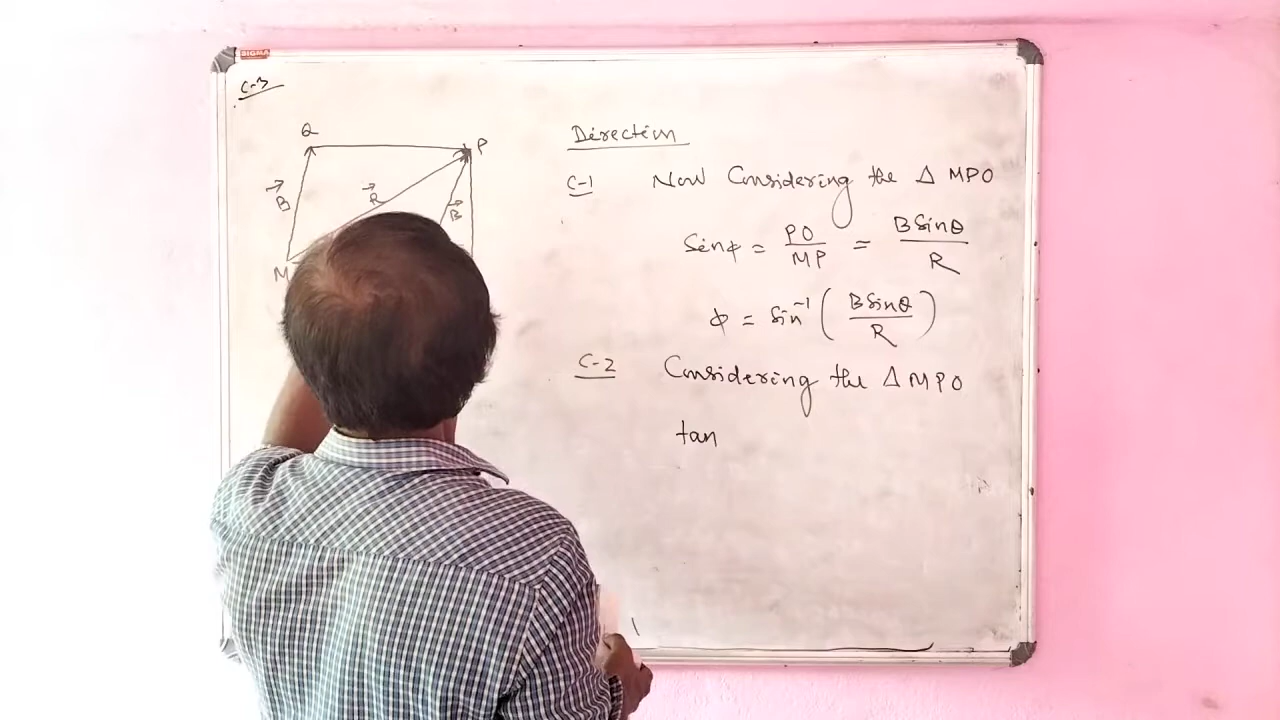 SIGMA
C-3
Q
P
B
R
B
M
Direction
C-1 Now Considering the Δ MPO
Sinϕ = PO/MP = BSinθ/R
ϕ = Sin⁻¹ (BSinθ/R)
C-2 Considering the Δ MPO
tan